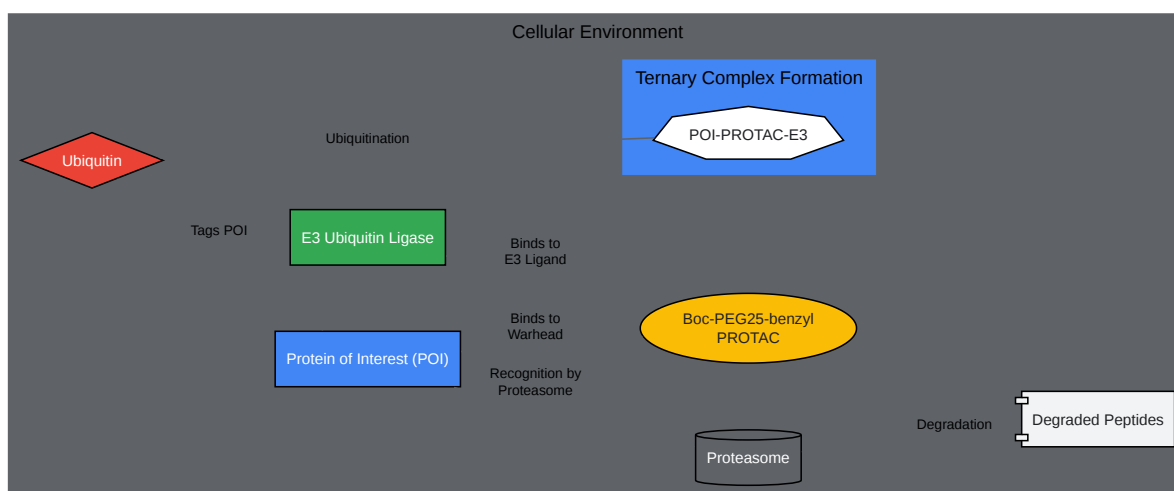 Cellular Environment
Ternary Complex Formation
POI-PROTAC-E3
Ubiquitination
Ubiquitin
Tags POI
E3 Ubiquitin Ligase
Binds to
E3 Ligand
Binds to
Warhead
Boc-PEG25-benzyl
PROTAC
Protein of Interest (POI)
Recognition by
Proteasome
Degradation
Degraded Peptides
Proteasome